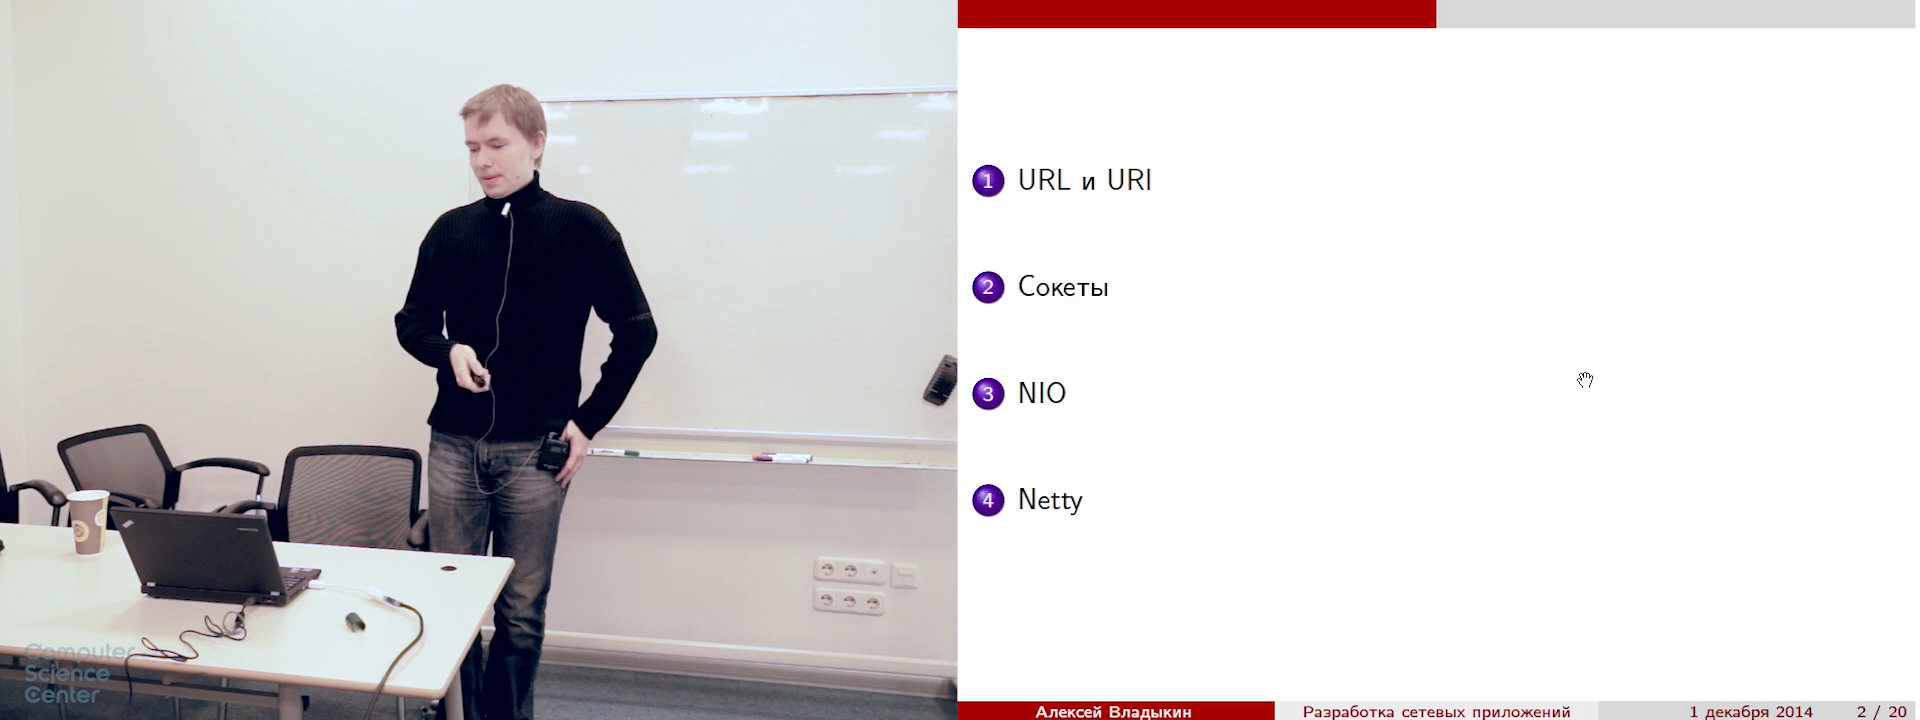 Computer
Science
Center
1 URL и URI
2 Сокеты
3 NIO
4 Netty
Алексей Владыкин
Разработка сетевых приложений
1 декабря 2014
2 / 20